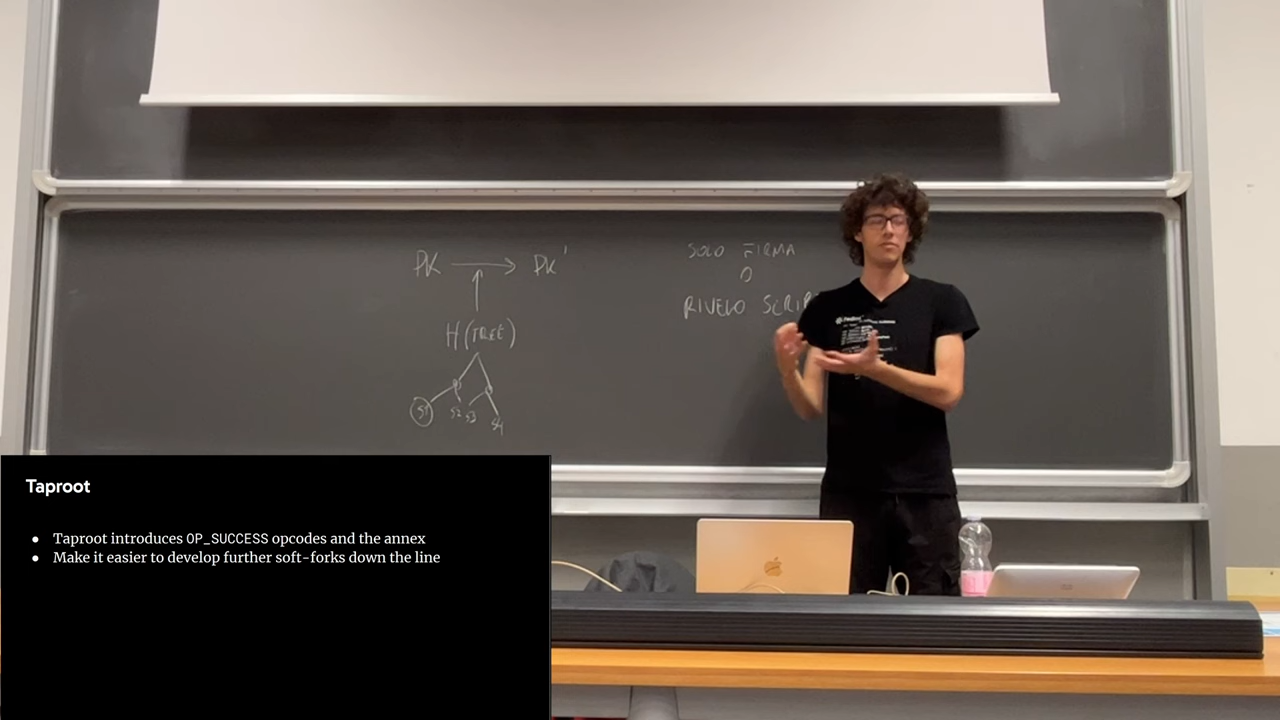 PK → PK'
H(TREE)
S1 S2 S3 S4
SOLO FIRMA
O
RIVELO SCRIP
Taproot
● Taproot introduces OP_SUCCESS opcodes and the annex
● Make it easier to develop further soft-forks down the line